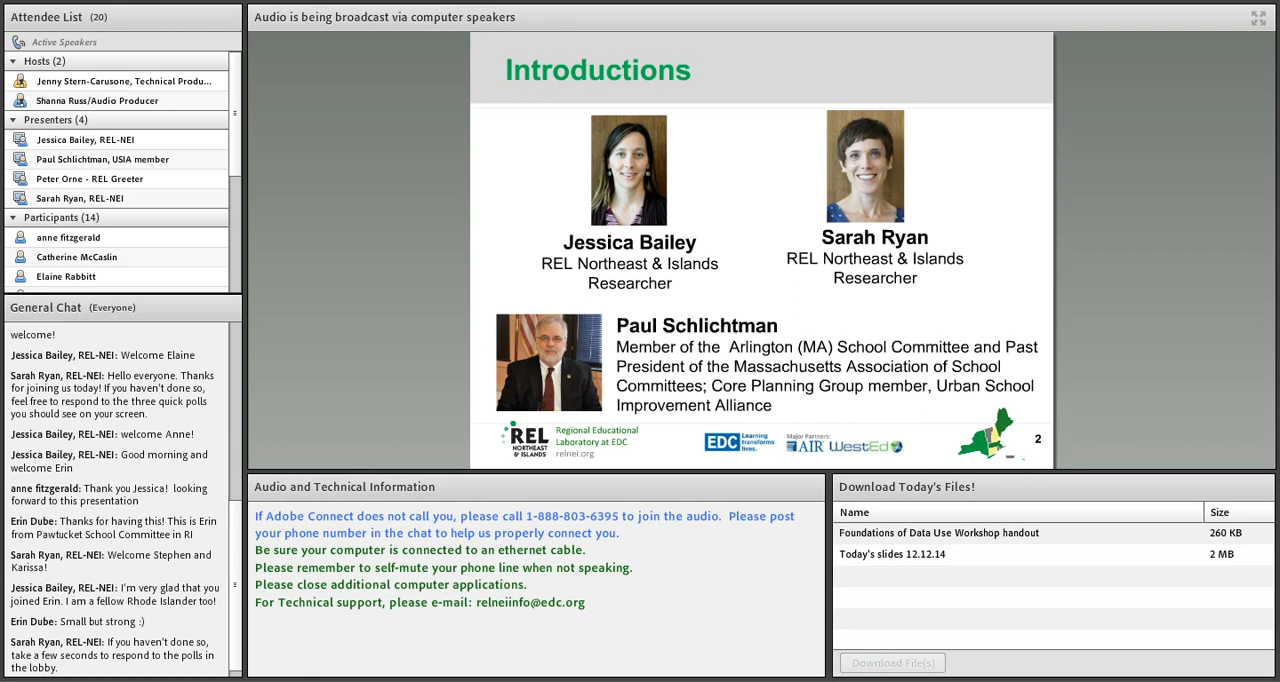 Attendee List (20)
Active Speakers
Hosts (2)
Jenny Stern-Carusone, Technical Produ...
Shanna Russ/Audio Producer
Presenters (4)
Jessica Bailey, REL-NEI
Paul Schlichtman, USIA member
Peter Orne - REL Greeter
Sarah Ryan, REL-NEI
Participants (14)
anne fitzgerald
Catherine McCaslin
Elaine Rabbitt
General Chat (Everyone)
welcome!
Jessica Bailey, REL-NEI: Welcome Elaine
Sarah Ryan, REL-NEI: Hello everyone. Thanks
for joining us today! If you haven't done so,
feel free to respond to the three quick polls
you should see on your screen.
Jessica Bailey, REL-NEI: welcome Anne!
Jessica Bailey, REL-NEI: Good morning and
welcome Erin
anne fitzgerald: Thank you Jessica! looking
forward to this presentation
Erin Dube: Thanks for having this! This is Erin
from Pawtucket School Committee in RI
Sarah Ryan, REL-NEI: Welcome Stephen and
Karissa!
Jessica Bailey, REL-NEI: I'm very glad that you
joined Erin. I am a fellow Rhode Islander too!
Erin Dube: Small but strong :)
Sarah Ryan, REL-NEI: If you haven't done so,
take a few seconds to respond to the polls in
the lobby.
Audio is being broadcast via computer speakers
Introductions
Jessica Bailey
REL Northeast & Islands
Researcher
Sarah Ryan
REL Northeast & Islands
Researcher
Paul Schlichtman
Member of the Arlington (MA) School Committee and Past
President of the Massachusetts Association of School
Committees; Core Planning Group member, Urban School
Improvement Alliance
REL
NORTHEAST
& ISLANDS
Regional Educational
Laboratory at EDC
relnei.org
EDC Learning
transforms
lives.
Major Partners:
AIR WestEd
2
Audio and Technical Information
If Adobe Connect does not call you, please call 1-888-803-6395 to join the audio. Please post
your phone number in the chat to help us properly connect you.
Be sure your computer is connected to an ethernet cable.
Please remember to self-mute your phone line when not speaking.
Please close additional computer applications.
For Technical support, please e-mail: relneiinfo@edc.org
Download Today's Files!
Name Size
Foundations of Data Use Workshop handout 260 KB
Today's slides 12.12.14 2 MB
Download File(s)